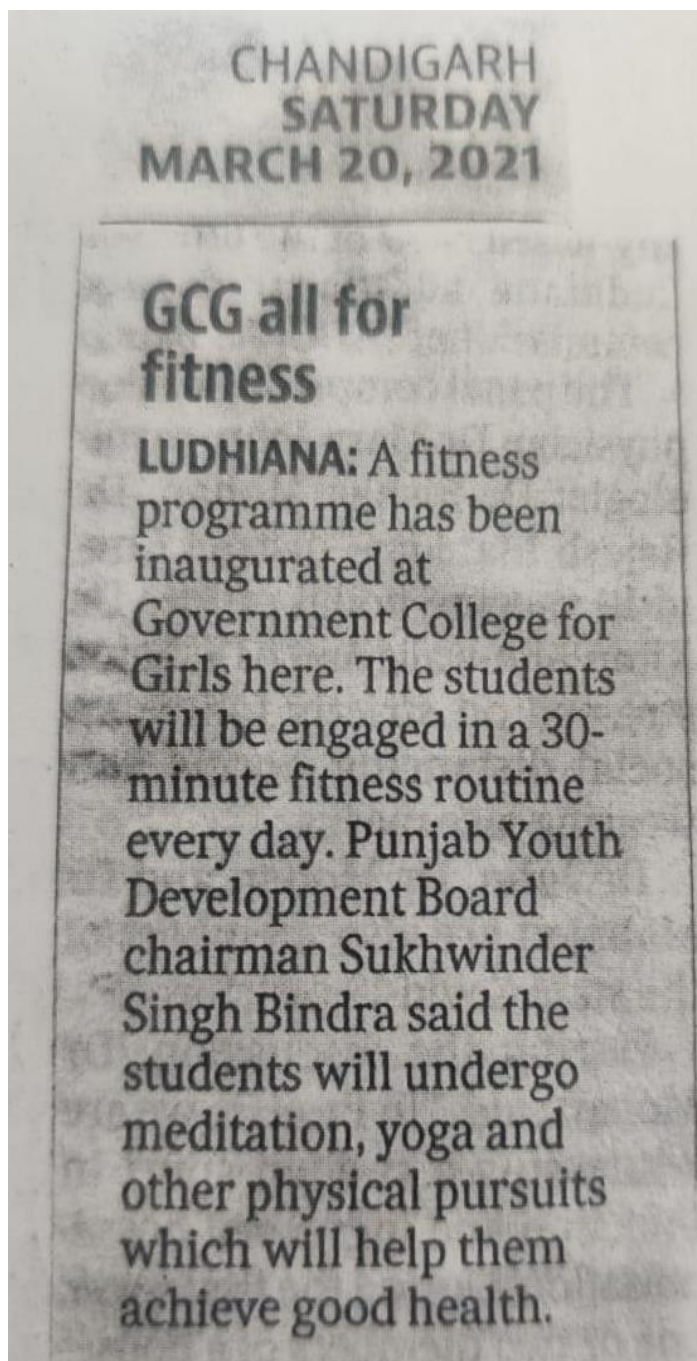 CHANDIGARH
SATURDAY
MARCH 20, 2021
GCG all for
fitness
LUDHIANA: A fitness
programme has been
inaugurated at
Government College for
Girls here. The students
will be engaged in a 30-
minute fitness routine
every day. Punjab Youth
Development Board
chairman Sukhwinder
Singh Bindra said the
students will undergo
meditation, yoga and
other physical pursuits
which will help them
achieve good health.